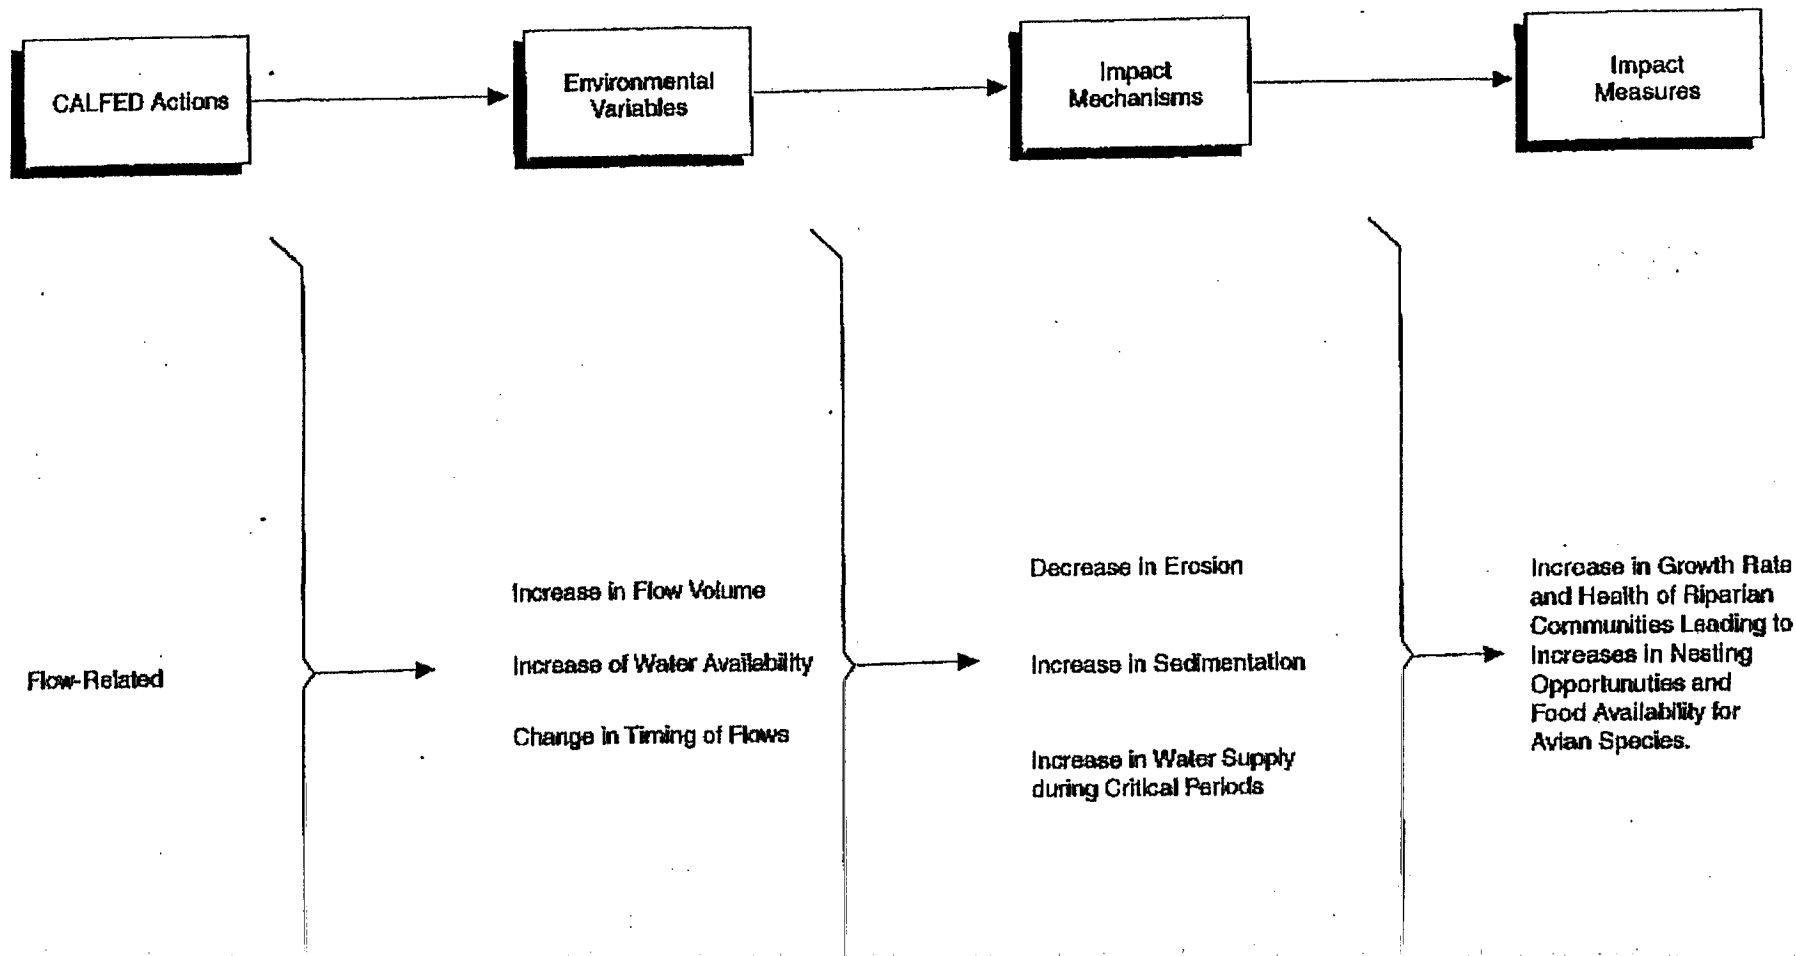 CALFED Actions
Environmental
Variables
Impact
Mechanisms
Impact
Measures
Flow-Related
Increase in Flow Volume
Increase of Water Availability
Change in Timing of Flows
Decrease in Erosion
Increase in Sedimentation
Increase in Water Supply
during Critical Periods
Increase in Growth Rate
and Health of Riparian
Communities Leading to
Increases in Nesting
Opportunuties and
Food Availability for
Avian Species.